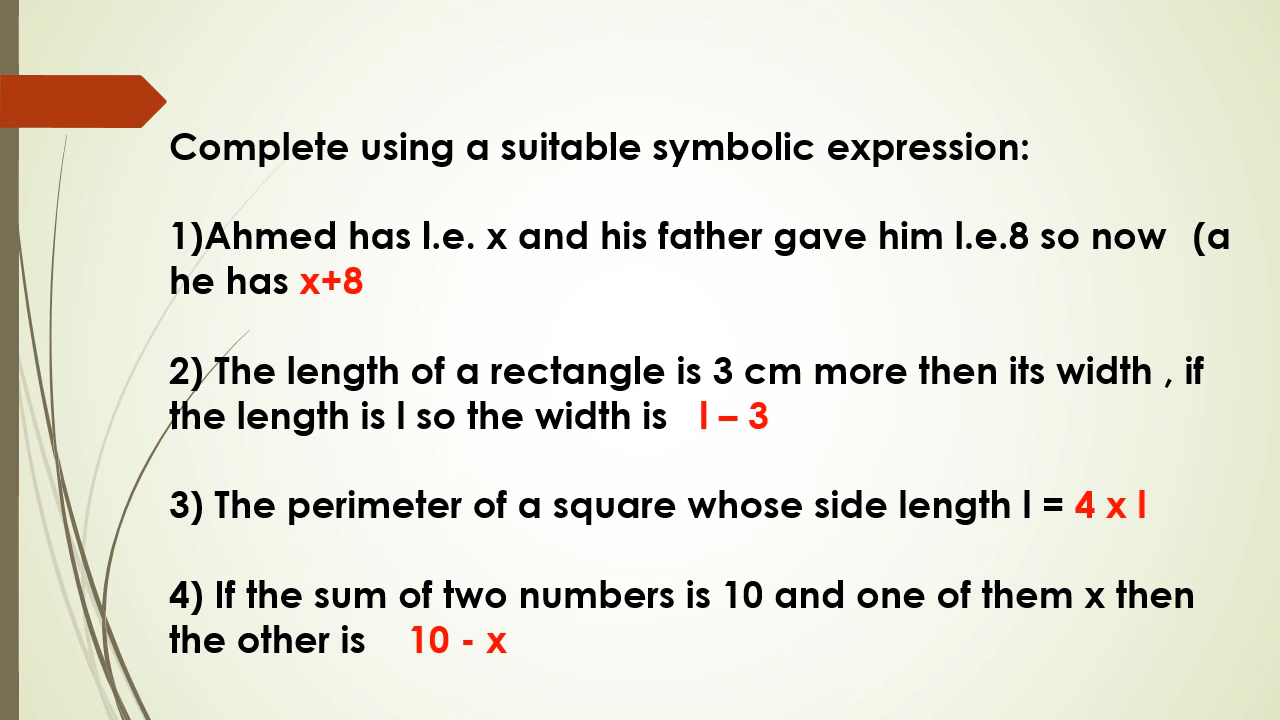 Complete using a suitable symbolic expression:
1)Ahmed has l.e. x and his father gave him l.e.8 so now (a
he has x+8
2) The length of a rectangle is 3 cm more then its width , if
the length is l so the width is l – 3
3) The perimeter of a square whose side length l = 4 x l
4) If the sum of two numbers is 10 and one of them x then
the other is 10 - x